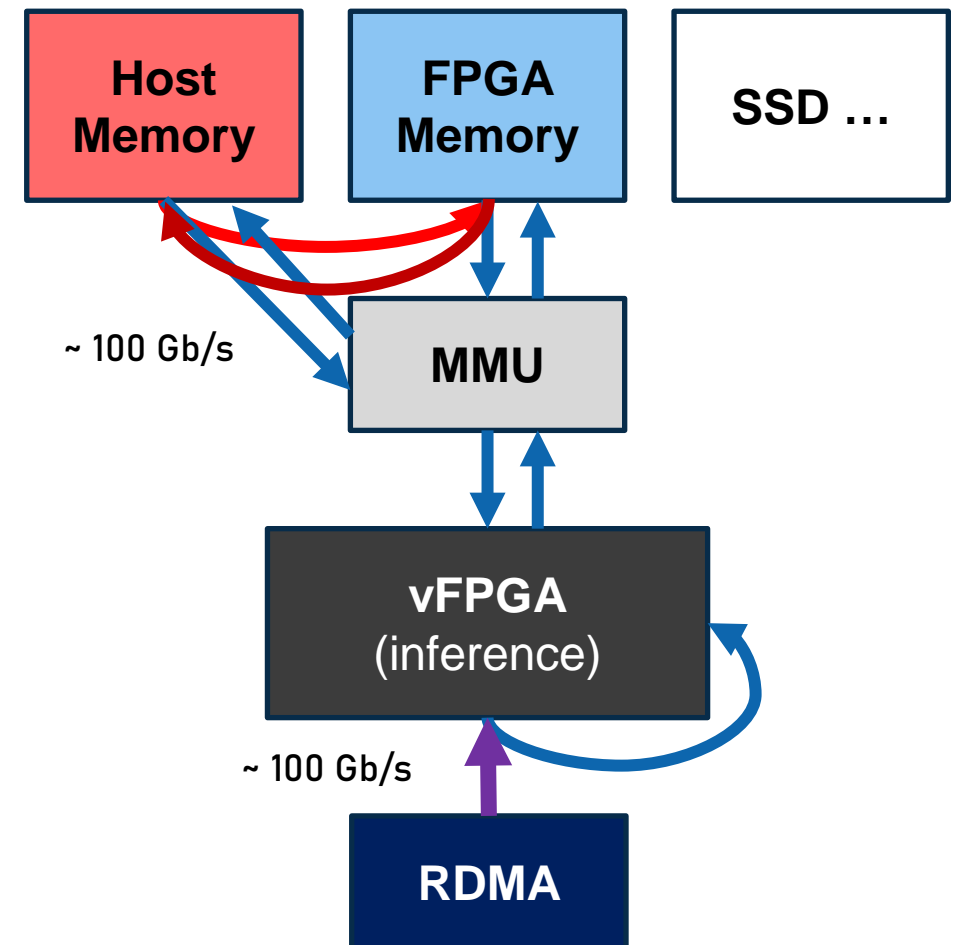 Host
Memory
FPGA
Memory
SSD ...
~ 100 Gb/s
MMU
vFPGA
(inference)
~ 100 Gb/s
RDMA